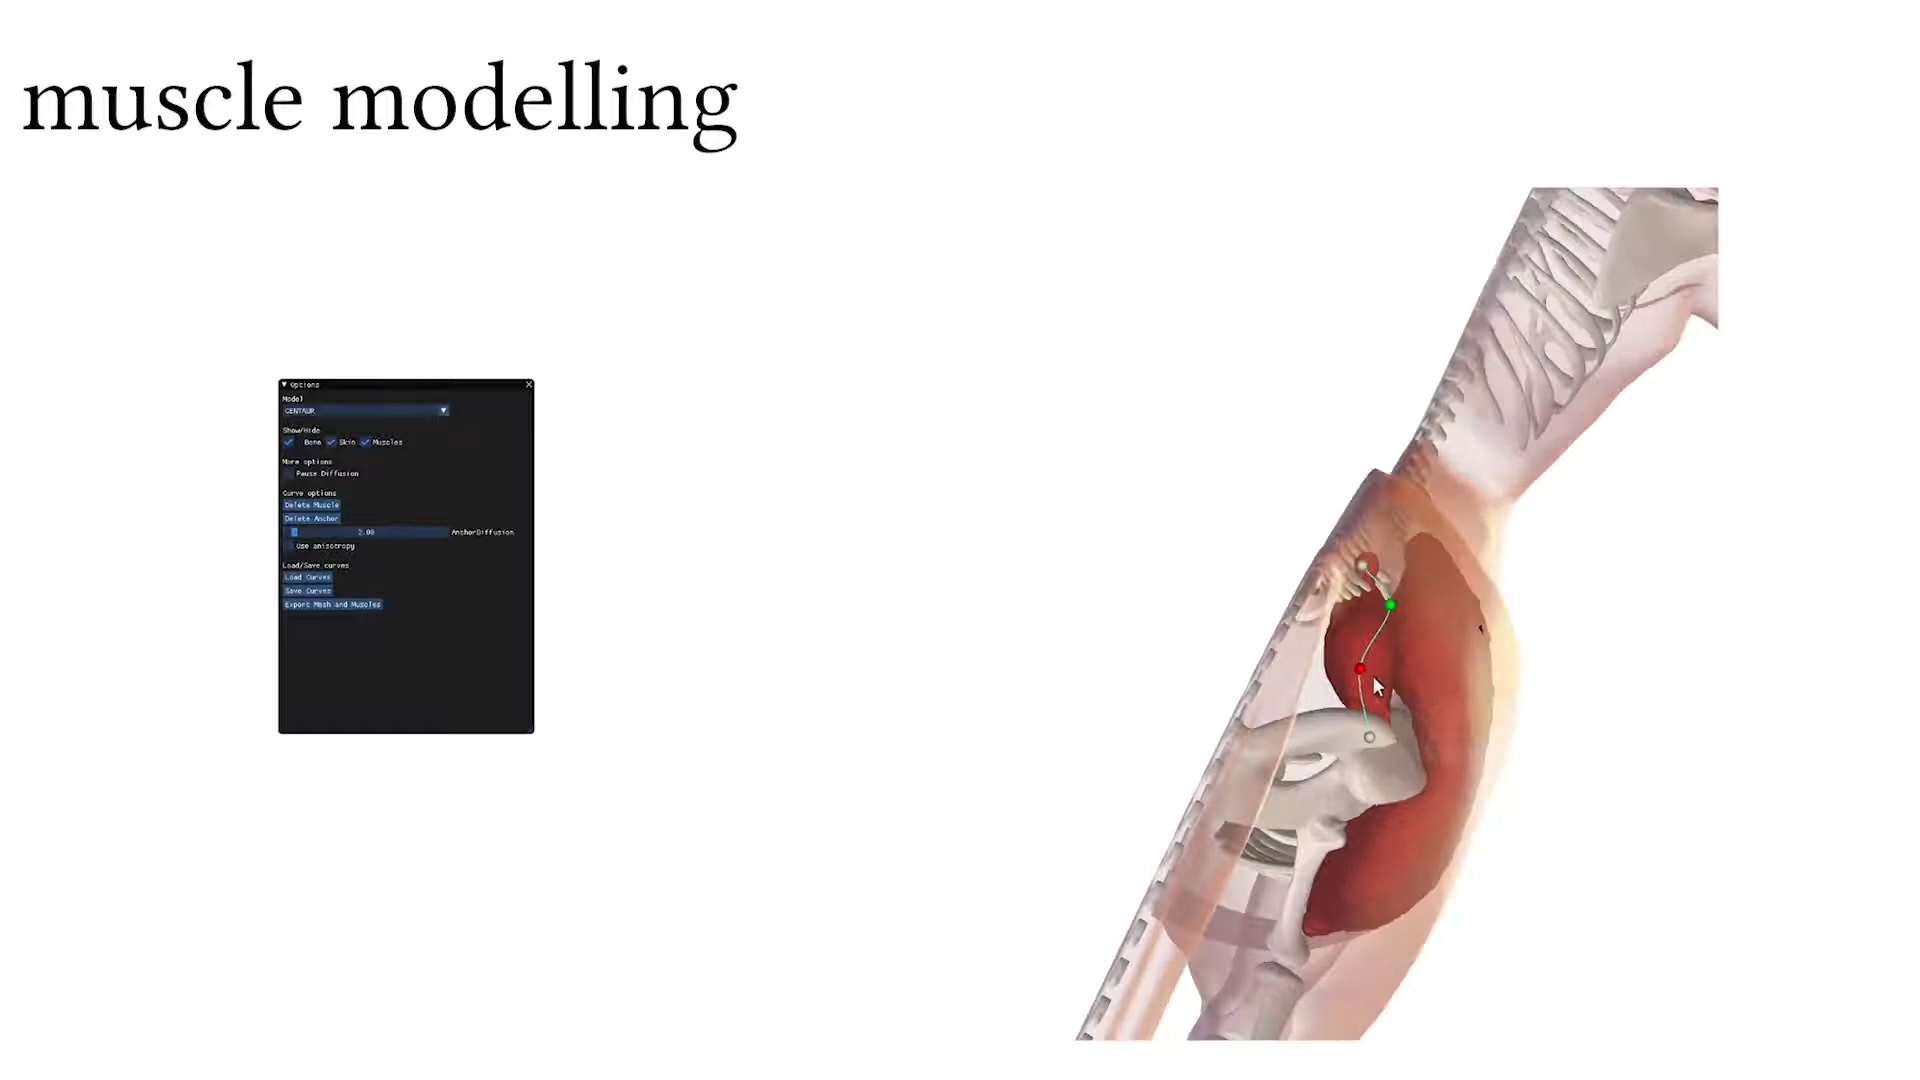 muscle modelling
Options
Model
CENTAUR
Show/Hide
Bone Skin Muscles
More options
Pause Diffusion
Curve options
Delete Muscle
Delete Anchor
2.00 AnchorDiffusion
Use anisotropy
Load/Save curves
Load Curves
Save Curves
Export Mesh and Muscles